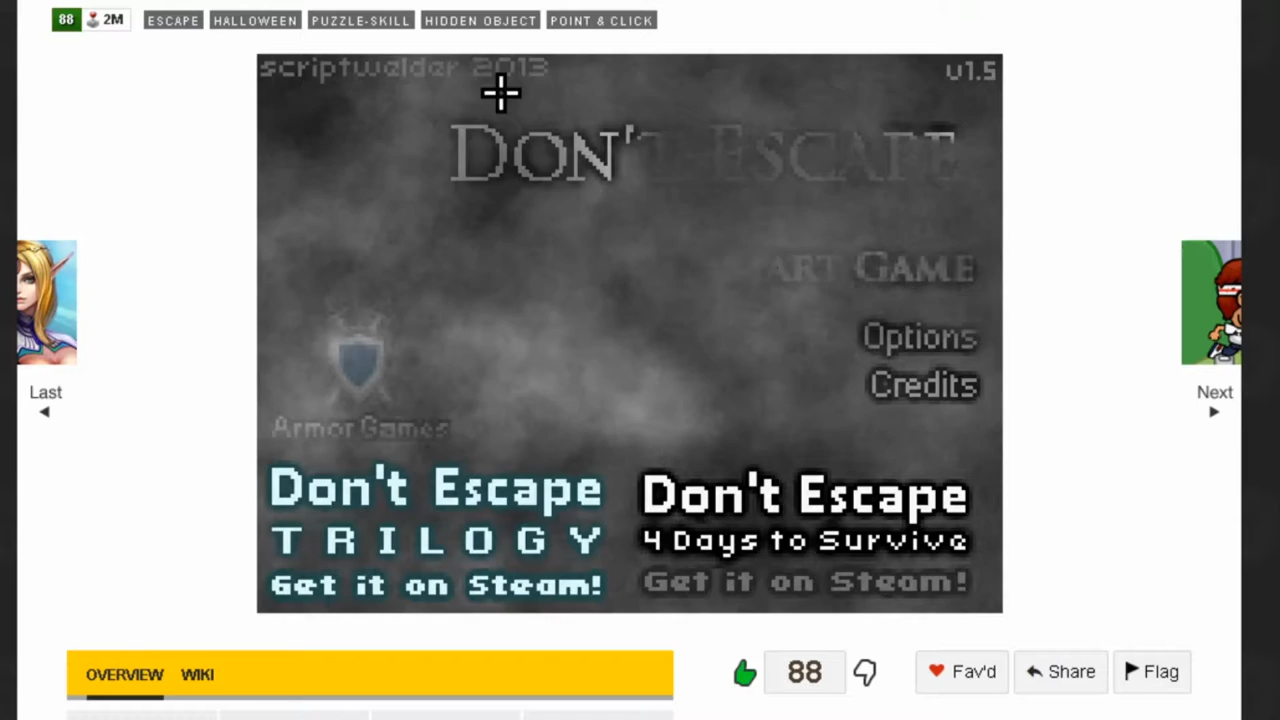 88 2M ESCAPE HALLOWEEN PUZZLE-SKILL HIDDEN OBJECT POINT & CLICK
scriptwelder 2013 v1.5
DON'T ESCAPE
ART GAME
Options
Credits
Last Next
Armor Games
Don't Escape
TRILOGY
Get it on Steam!
Don't Escape
4 Days to Survive
Get it on Steam!
OVERVIEW WIKI 88 Fav'd Share Flag